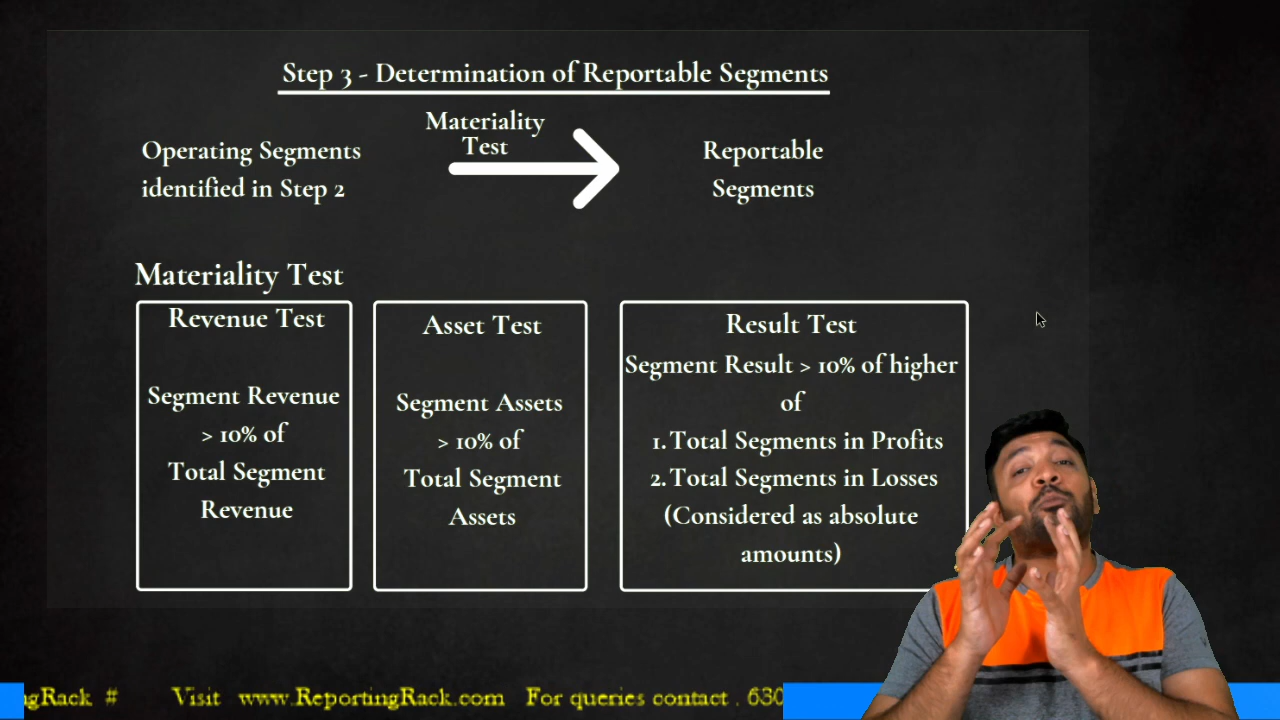 Step 3 - Determination of Reportable Segments
Materiality
Test
Operating Segments
identified in Step 2
Reportable
Segments
Materiality Test
Revenue Test
Segment Revenue
> 10% of
Total Segment
Revenue
Asset Test
Segment Assets
> 10% of
Total Segment
Assets
Result Test
Segment Result > 10% of higher
of
1. Total Segments in Profits
2. Total Segments in Losses
(Considered as absolute
amounts)
ngRack # Visit www.ReportingRack.com For queries contact . 630